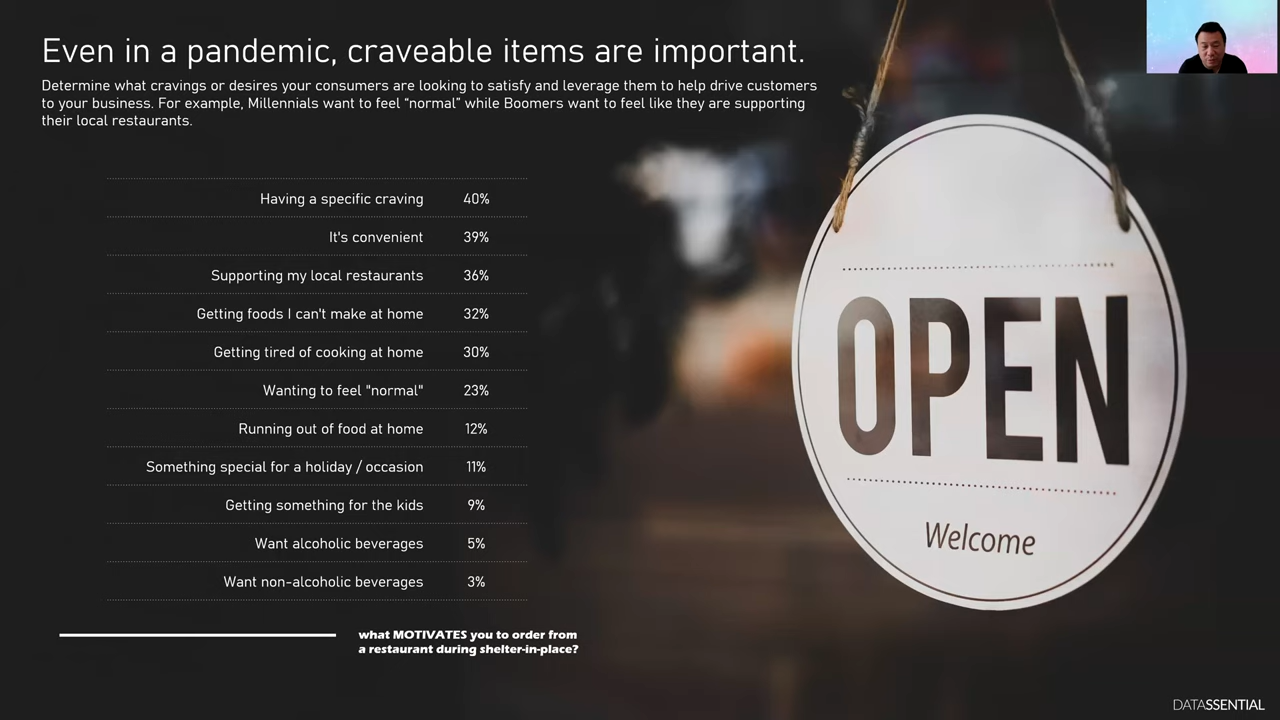 Even in a pandemic, craveable items are important.
Determine what cravings or desires your consumers are looking to satisfy and leverage them to help drive customers
to your business. For example, Millennials want to feel “normal” while Boomers want to feel like they are supporting
their local restaurants.
Having a specific craving 40%
It's convenient 39%
Supporting my local restaurants 36%
Getting foods I can't make at home 32%
Getting tired of cooking at home 30%
Wanting to feel "normal" 23%
Running out of food at home 12%
Something special for a holiday / occasion 11%
Getting something for the kids 9%
Want alcoholic beverages 5%
Want non-alcoholic beverages 3%
what MOTIVATES you to order from
a restaurant during shelter-in-place?
OPEN
Welcome
DATASSENTIAL